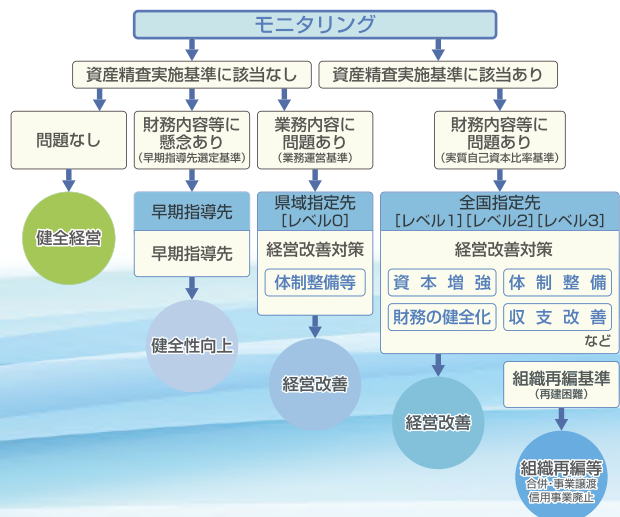 モニタリング
資産精査実施基準に該当なし
資産精査実施基準に該当あり
問題なし
財務内容等に
懸念あり
(早期指導先選定基準)
業務内容に
問題あり
(業務運営基準)
財務内容等に
問題あり
(実質自己資本比率基準)
健全経営
早期指導先
早期指導先
健全性向上
県域指定先
[レベル0]
経営改善対策
体制整備等
経営改善
全国指定先
[レベル1][レベル2][レベル3]
経営改善対策
資本増強
体制整備
財務の健全化
収支改善
など
経営改善
組織再編基準
(再建困難)
組織再編等
合併・事業譲渡
信用事業廃止